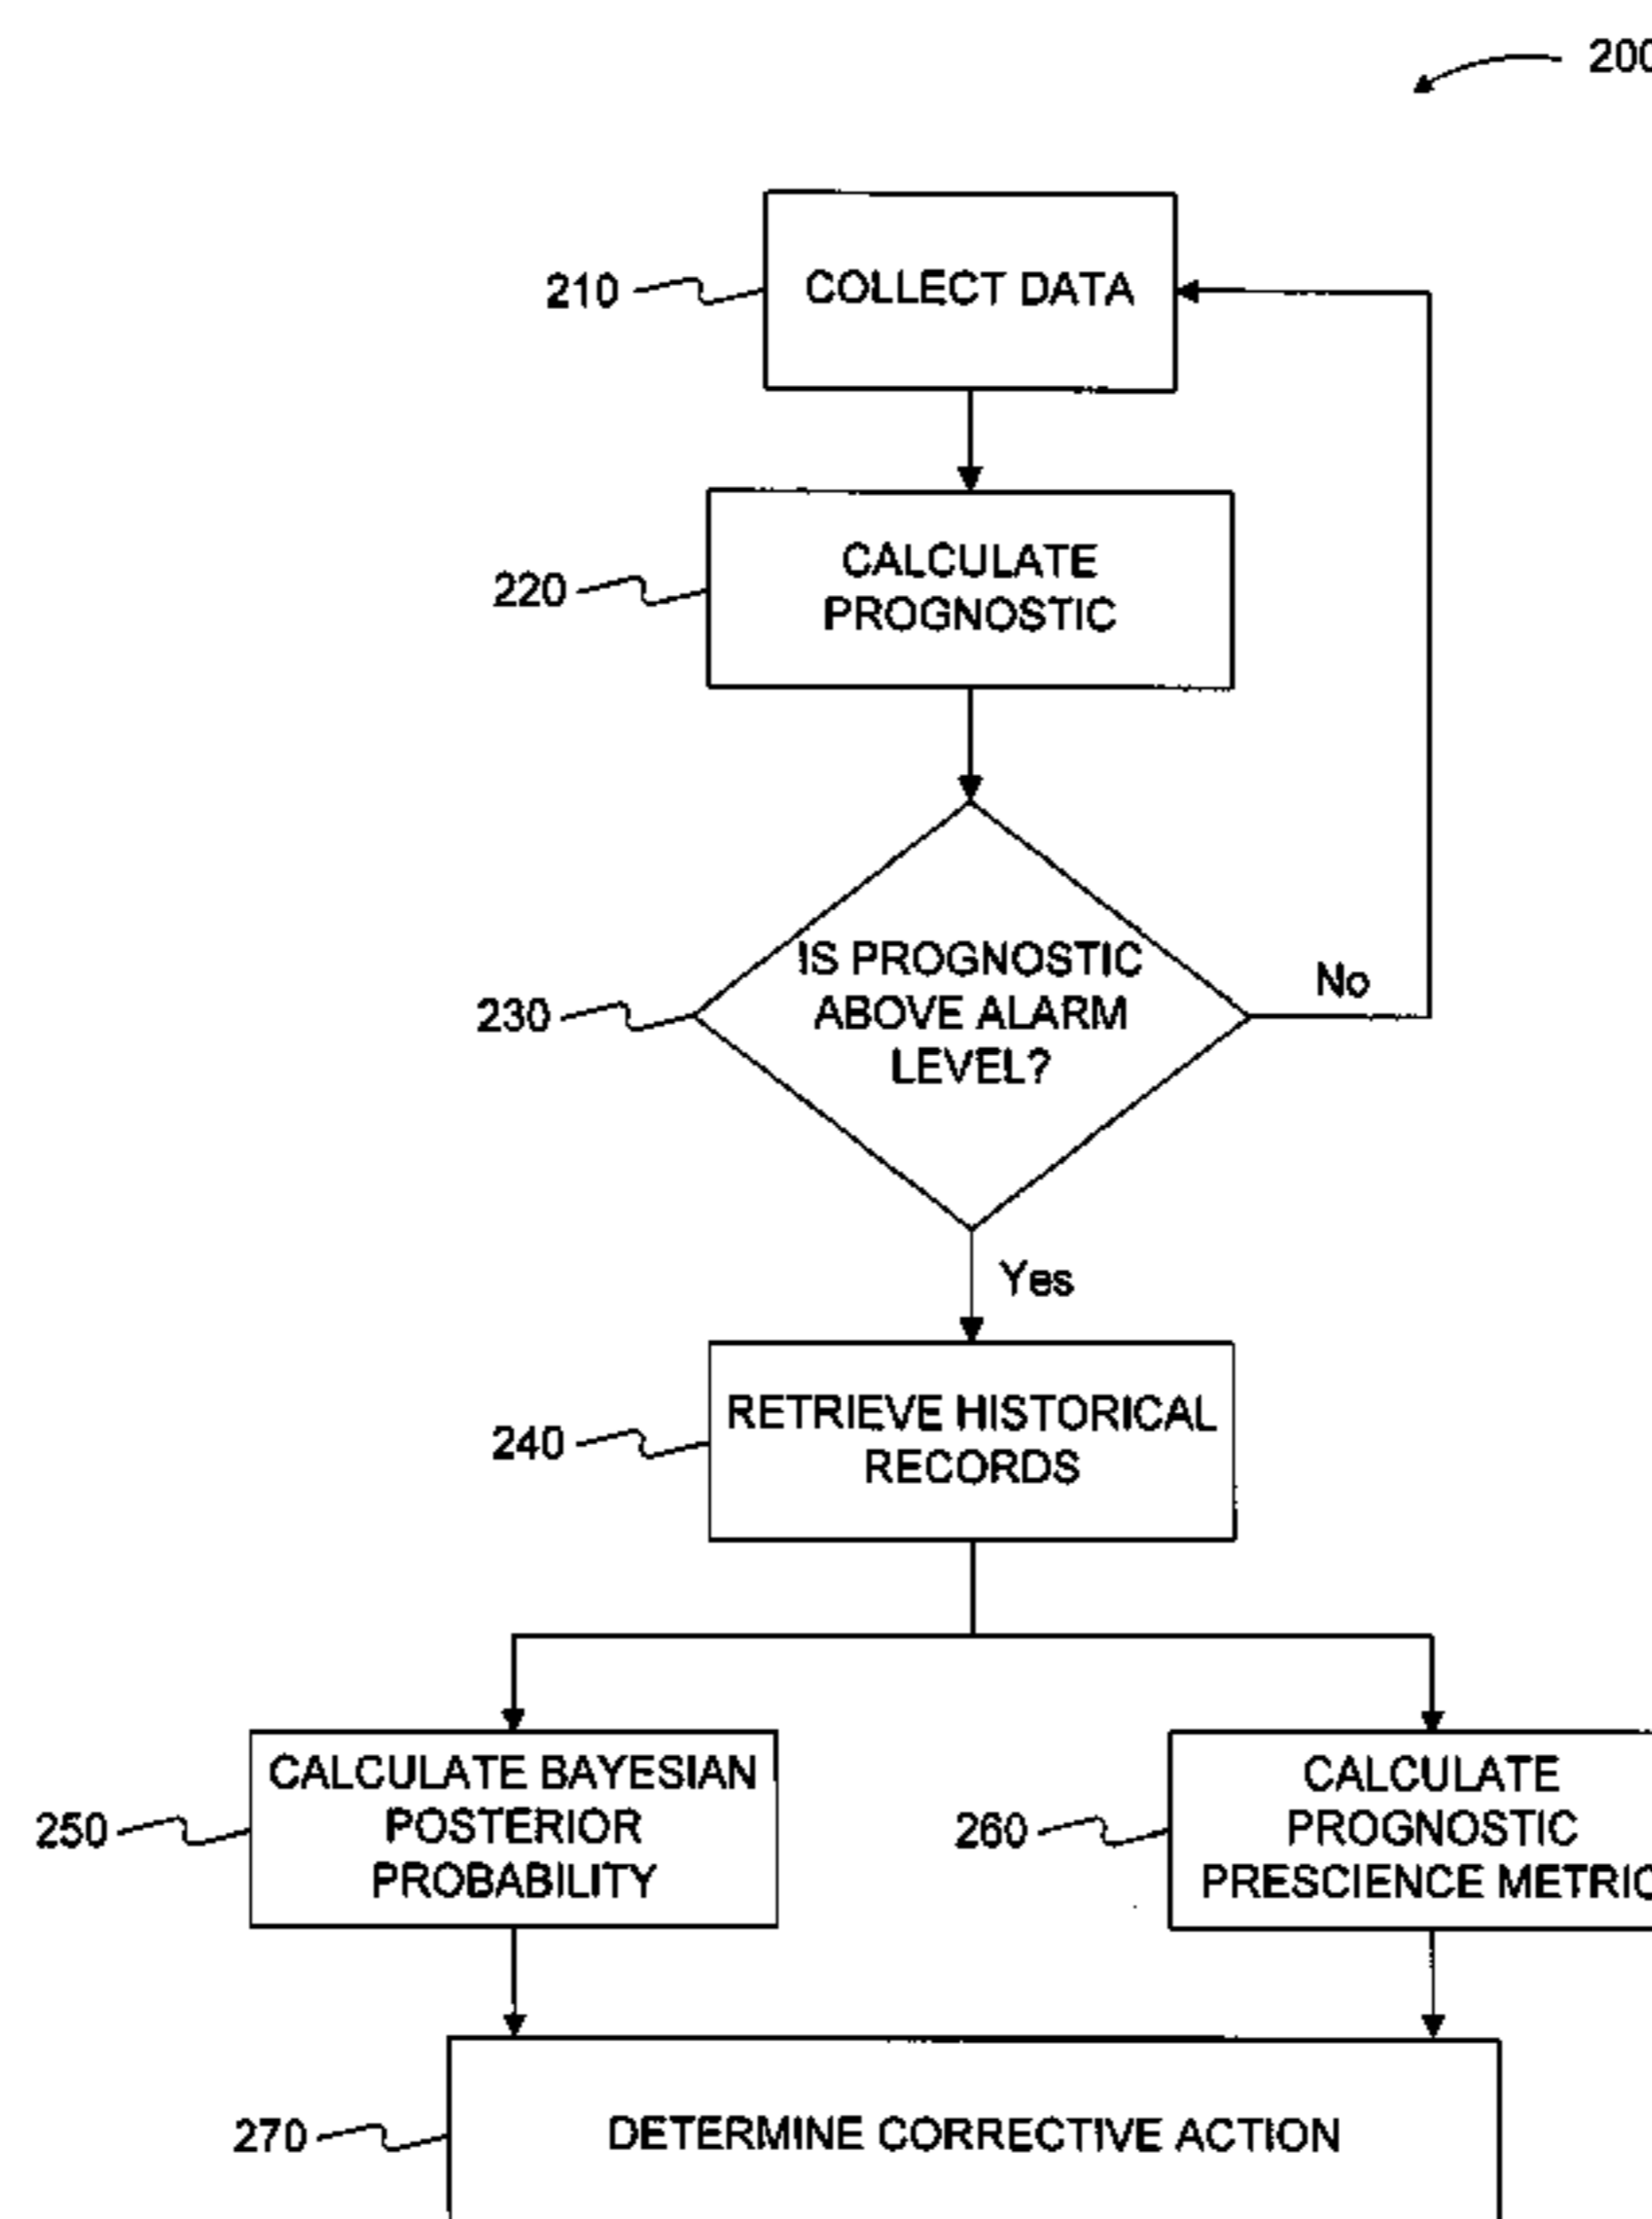 200
210
COLLECT DATA
220
CALCULATE
PROGNOSTIC
230
IS PROGNOSTIC
ABOVE ALARM
LEVEL?
No
Yes
240
RETRIEVE HISTORICAL
RECORDS
250
CALCULATE BAYESIAN
POSTERIOR
PROBABILITY
260
CALCULATE
PROGNOSTIC
PRESCIENCE METRIC
270
DETERMINE CORRECTIVE ACTION